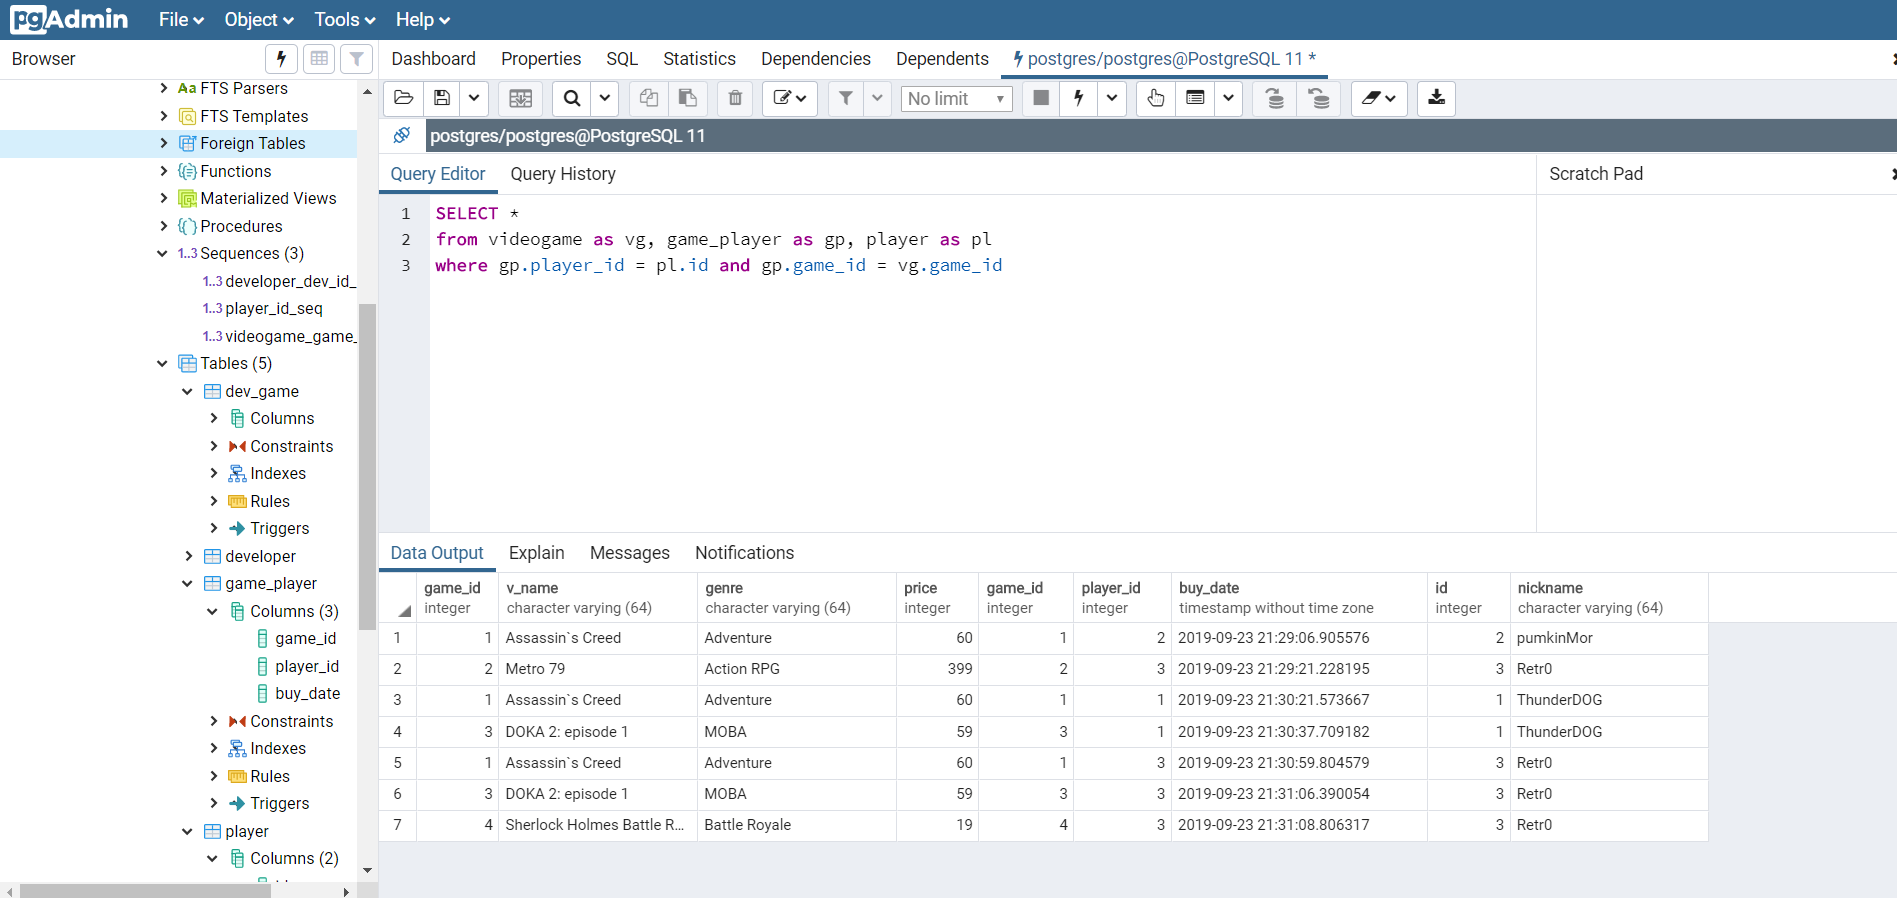 pgAdmin File Object Tools Help
Browser
Dashboard Properties SQL Statistics Dependencies Dependents postgres/postgres@PostgreSQL 11 *
FTS Parsers
FTS Templates
Foreign Tables
Functions
Materialized Views
Procedures
1..3 Sequences (3)
1..3 developer_dev_id_
1..3 player_id_seq
1..3 videogame_game_
Tables (5)
dev_game
Columns
Constraints
Indexes
Rules
Triggers
developer
game_player
Columns (3)
game_id
player_id
buy_date
Constraints
Indexes
Rules
Triggers
player
Columns (2)
No limit
postgres/postgres@PostgreSQL 11
Query Editor Query History
Scratch Pad
1 SELECT *
2 from videogame as vg, game_player as gp, player as pl
3 where gp.player_id = pl.id and gp.game_id = vg.game_id
Data Output Explain Messages Notifications
game_id v_name genre price game_id player_id buy_date id nickname
integer character varying (64) character varying (64) integer integer integer timestamp without time zone integer character varying (64)
1 1 Assassin`s Creed Adventure 60 1 2 2019-09-23 21:29:06.905576 2 pumkinMor
2 2 Metro 79 Action RPG 399 2 3 2019-09-23 21:29:21.228195 3 Retr0
3 1 Assassin`s Creed Adventure 60 1 1 2019-09-23 21:30:21.573667 1 ThunderDOG
4 3 DOKA 2: episode 1 MOBA 59 3 1 2019-09-23 21:30:37.709182 1 ThunderDOG
5 1 Assassin`s Creed Adventure 60 1 3 2019-09-23 21:30:59.804579 3 Retr0
6 3 DOKA 2: episode 1 MOBA 59 3 3 2019-09-23 21:31:06.390054 3 Retr0
7 4 Sherlock Holmes Battle R... Battle Royale 19 4 3 2019-09-23 21:31:08.806317 3 Retr0